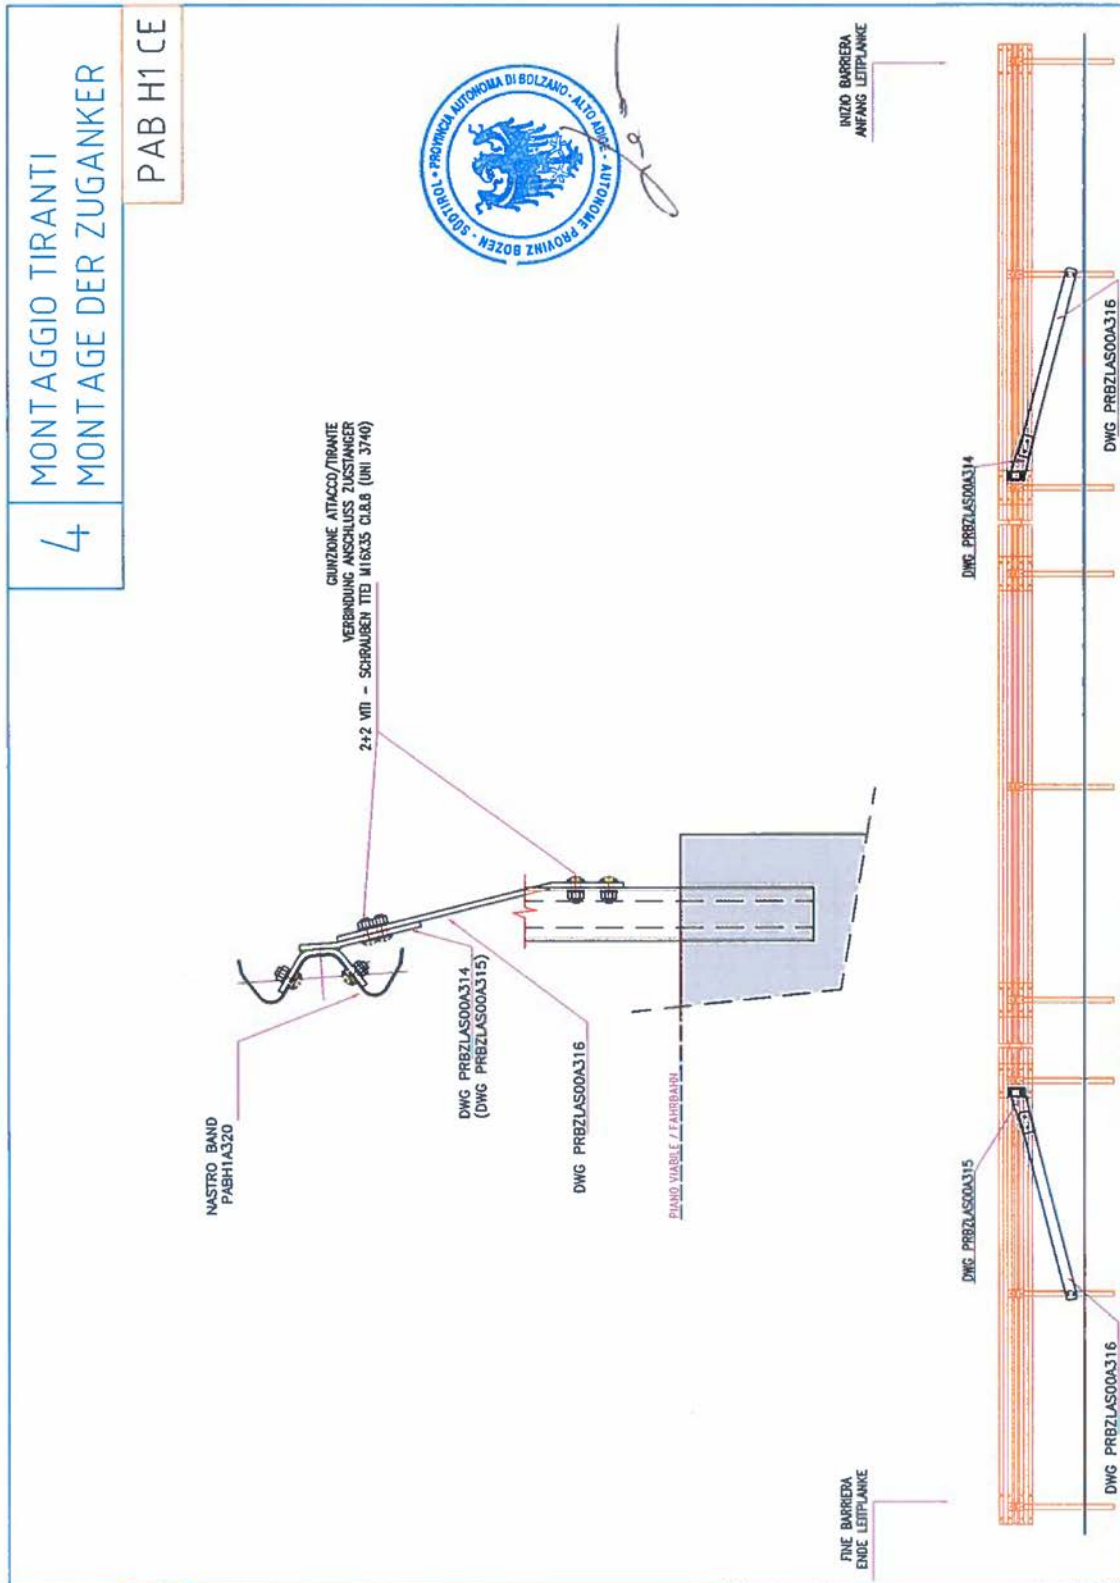 4
MONTAGGIO TIRANTI
MONTAGE DER ZUGANKER
PAB H1 CE
PROVINCIA AUTONOMA DI BOLZANO - ALTO ADIGE
AUTONOME PROVINZ BOZEN - SÜDTIROL
GIUNZIONE ATTACCO/TIRANTE
VERBINDUNG ANSCHLUSS ZUGSTANGER
2+2 VITI - SCHRAUBEN TTEI M16X35 Cl.8.8 (UNI 3740)
NASTRO BAND
PABH1A320
DWG PRBZLAS00A314
(DWG PRBZLAS00A315)
DWG PRBZLAS00A316
PIANO VIABILE / FAHRBAHN
FINE BARRIERA
ENDE LEITPLANKE
INIZIO BARRIERA
ANFANG LEITPLANKE
DWG PRBZLAS00A315
DWG PRBZLAS00A314
DWG PRBZLAS00A316
DWG PRBZLAS00A316